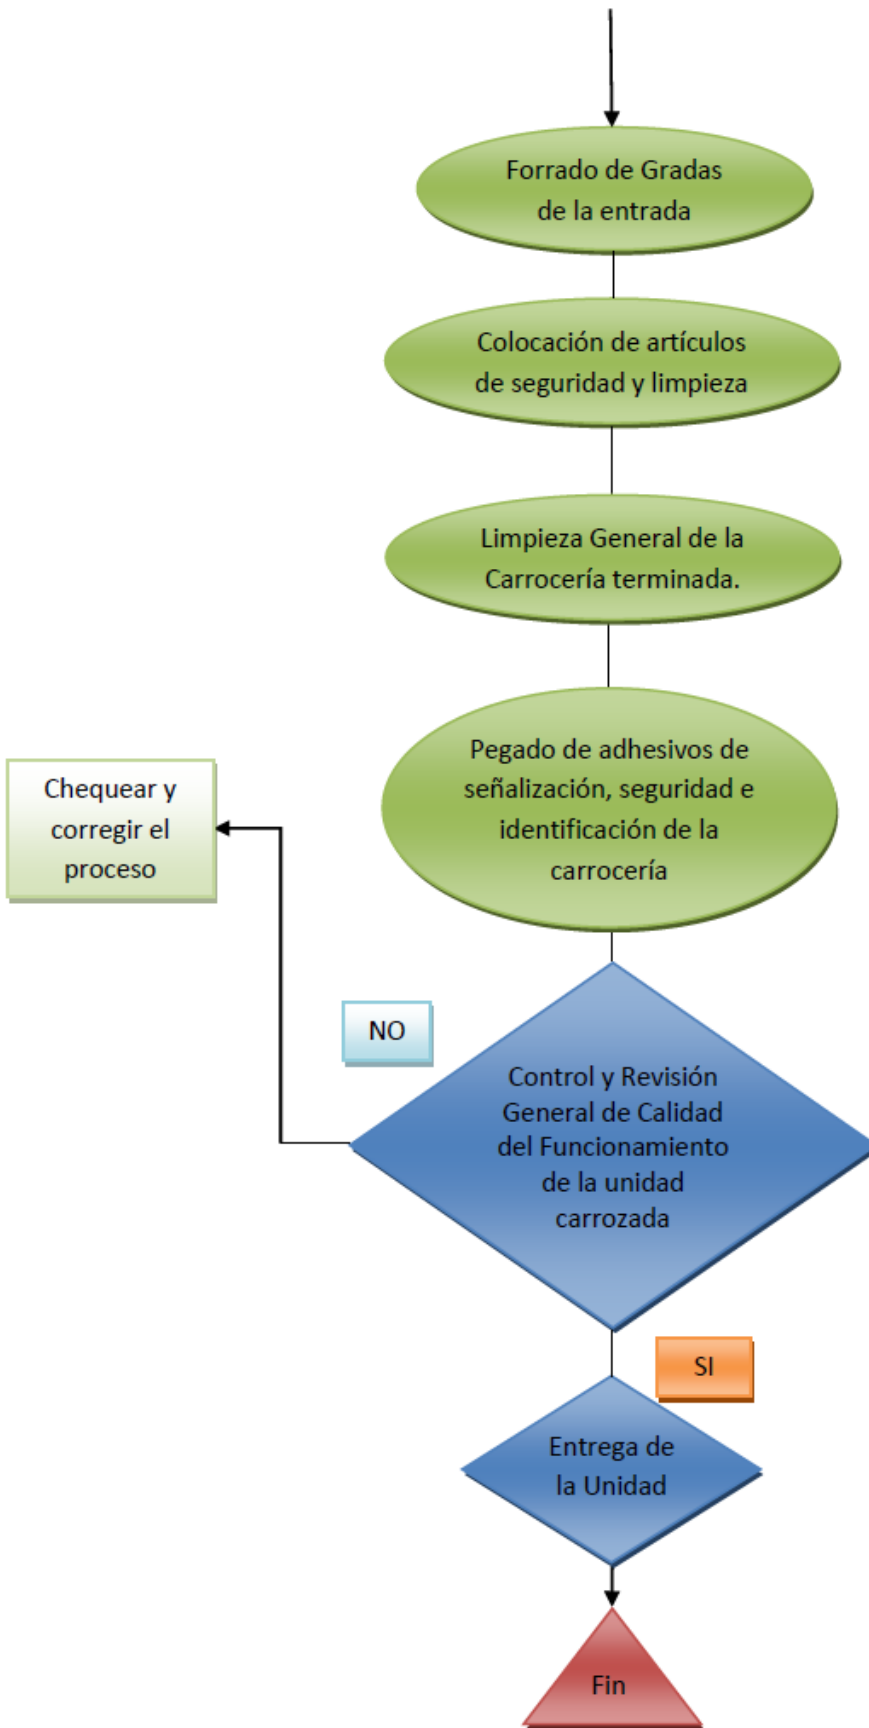 Forrado de Gradas
de la entrada
Colocación de artículos
de seguridad y limpieza
Limpieza General de la
Carrocería terminada.
Pegado de adhesivos de
señalización, seguridad e
identificación de la
carrocería
Chequear y
corregir el
proceso
NO
Control y Revisión
General de Calidad
del Funcionamiento
de la unidad
carrozada
SI
Entrega de
la Unidad
Fin